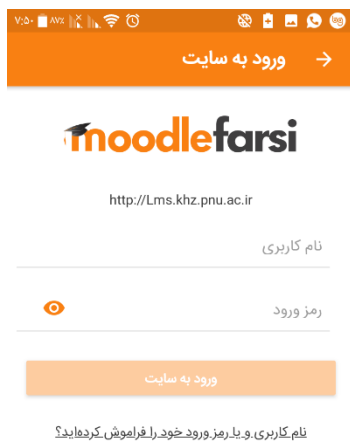 ۷:۵۰ ۸۷٪
ورود به سایت
moodlefarsi
http://Lms.khz.pnu.ac.ir
نام کاربری
رمز ورود
ورود به سایت
نام کاربری و یا رمز ورود خود را فراموش کرده‌اید؟